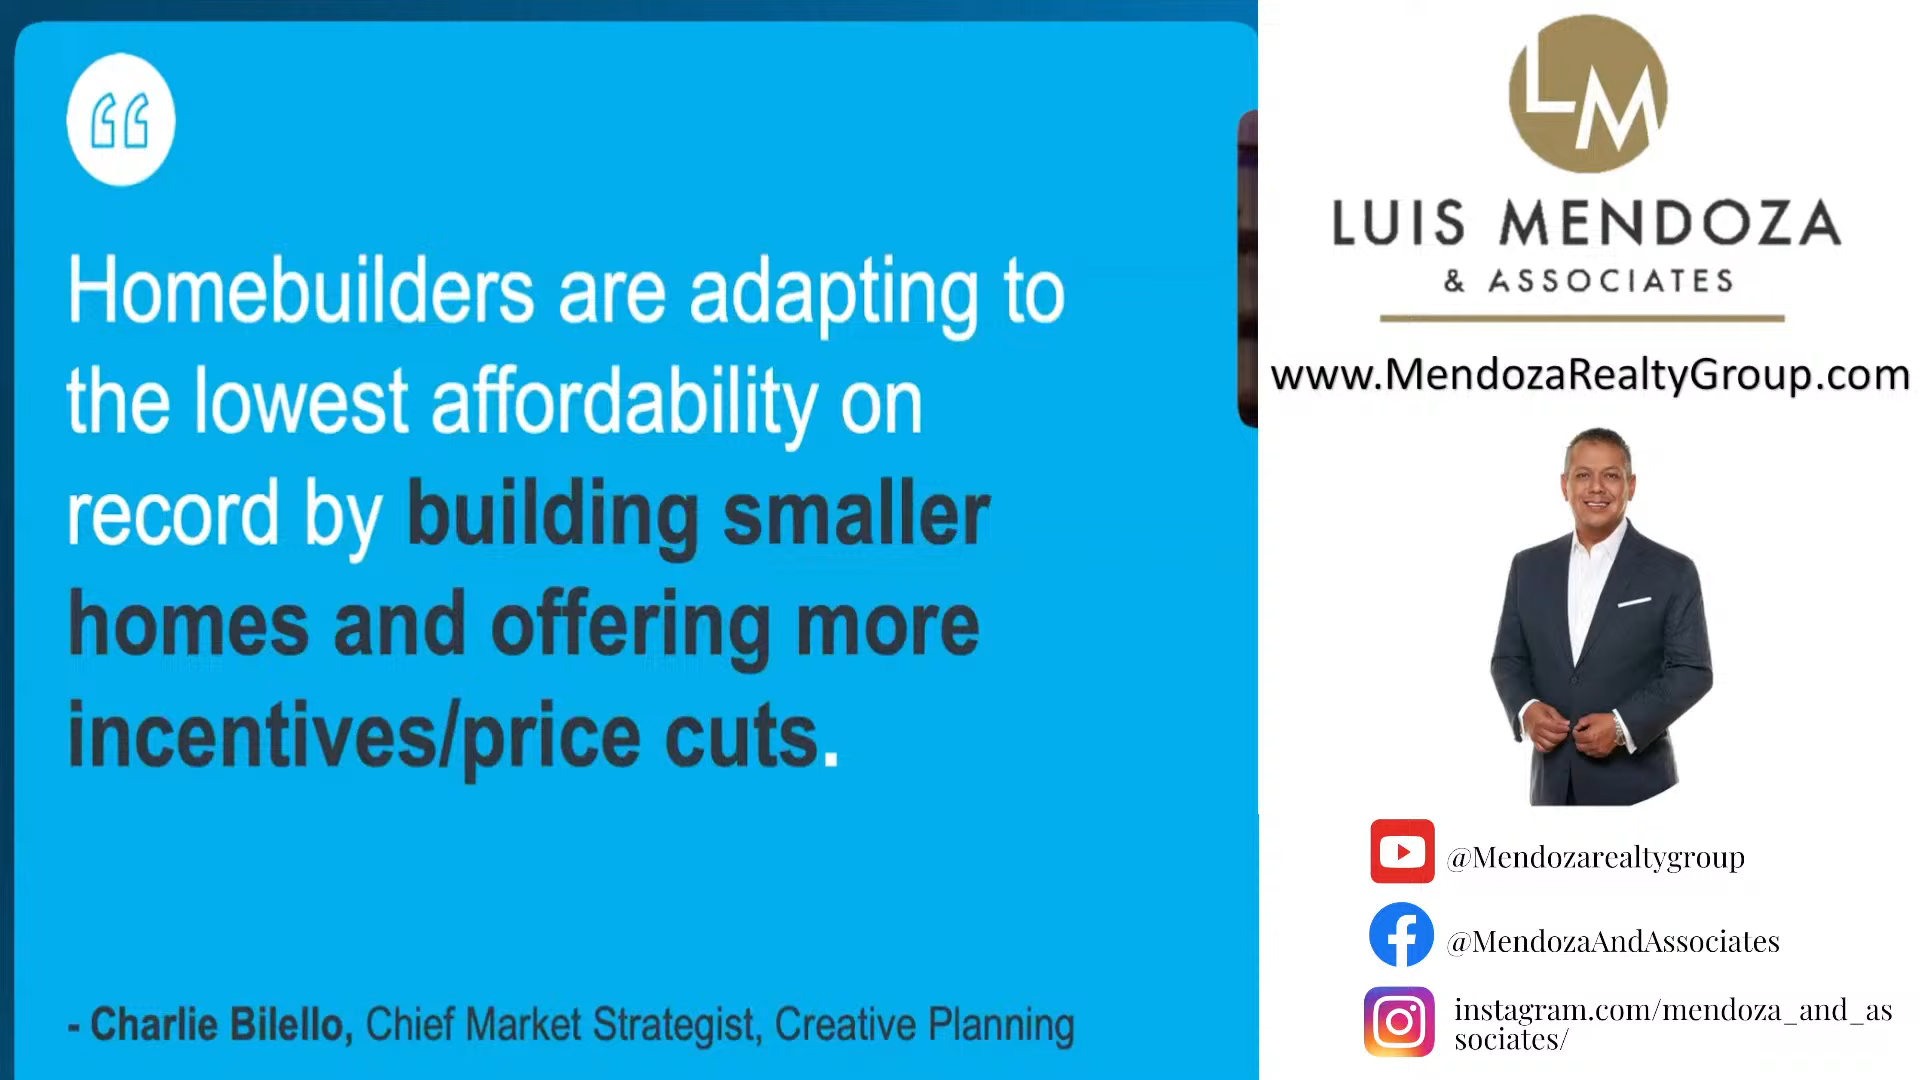 Homebuilders are adapting to
the lowest affordability on
record by building smaller
homes and offering more
incentives/price cuts.
- Charlie Bilello, Chief Market Strategist, Creative Planning
LM
LUIS MENDOZA
& ASSOCIATES
www.MendozaRealtyGroup.com
@Mendozarealtygroup
@MendozaAndAssociates
instagram.com/mendoza_and_as
sociates/